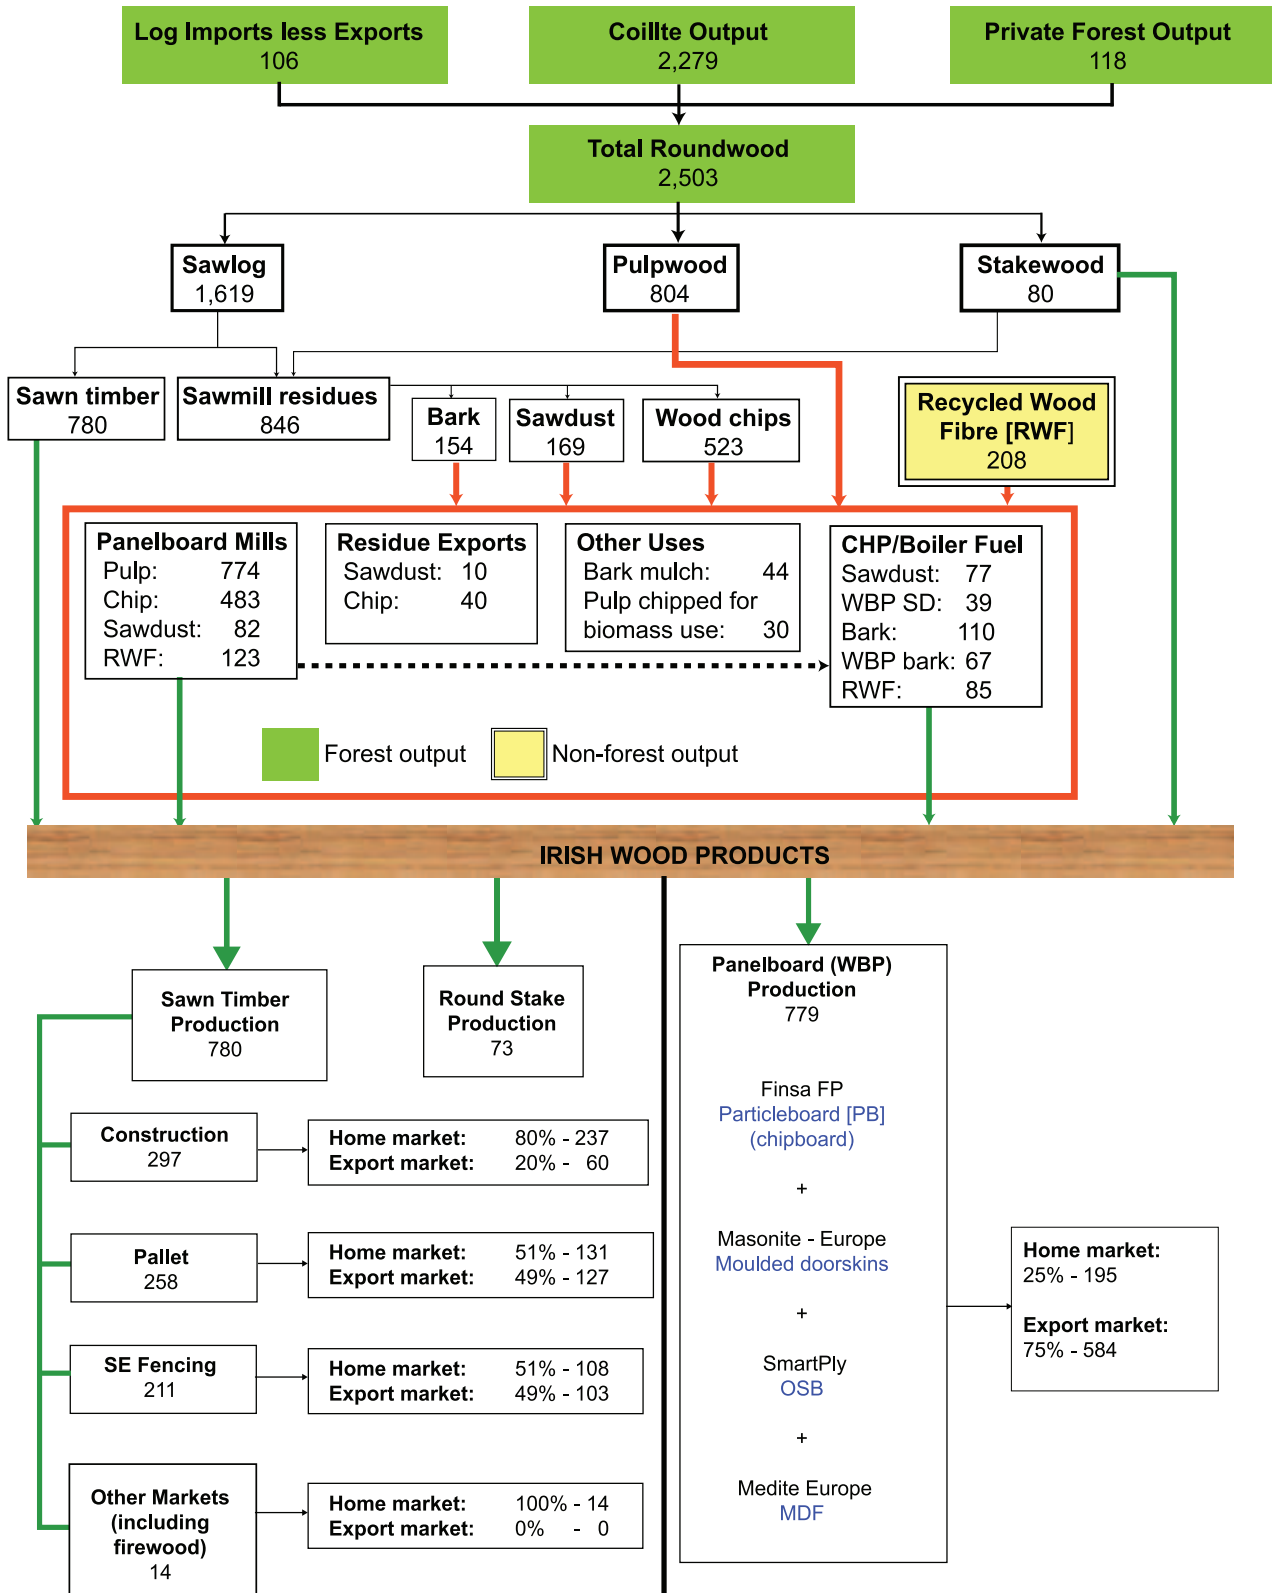 Log Imports less Exports
106
Coillte Output
2,279
Private Forest Output
118
Total Roundwood
2,503
Sawlog
1,619
Pulpwood
804
Stakewood
80
Sawn timber
780
Sawmill residues
846
Bark
154
Sawdust
169
Wood chips
523
Recycled Wood
Fibre [RWF]
208
Panelboard Mills
Pulp: 774
Chip: 483
Sawdust: 82
RWF: 123
Residue Exports
Sawdust: 10
Chip: 40
Other Uses
Bark mulch: 44
Pulp chipped for
biomass use: 30
CHP/Boiler Fuel
Sawdust: 77
WBP SD: 39
Bark: 110
WBP bark: 67
RWF: 85
Forest output
Non-forest output
IRISH WOOD PRODUCTS
Sawn Timber
Production
780
Round Stake
Production
73
Panelboard (WBP)
Production
779
Finsa FP
Particleboard [PB]
(chipboard)
+
Masonite - Europe
Moulded doorskins
+
SmartPly
OSB
+
Medite Europe
MDF
Home market:
25% - 195
Export market:
75% - 584
Construction
297
Home market: 80% - 237
Export market: 20% - 60
Pallet
258
Home market: 51% - 131
Export market: 49% - 127
SE Fencing
211
Home market: 51% - 108
Export market: 49% - 103
Other Markets
(including
firewood)
14
Home market: 100% - 14
Export market: 0% - 0